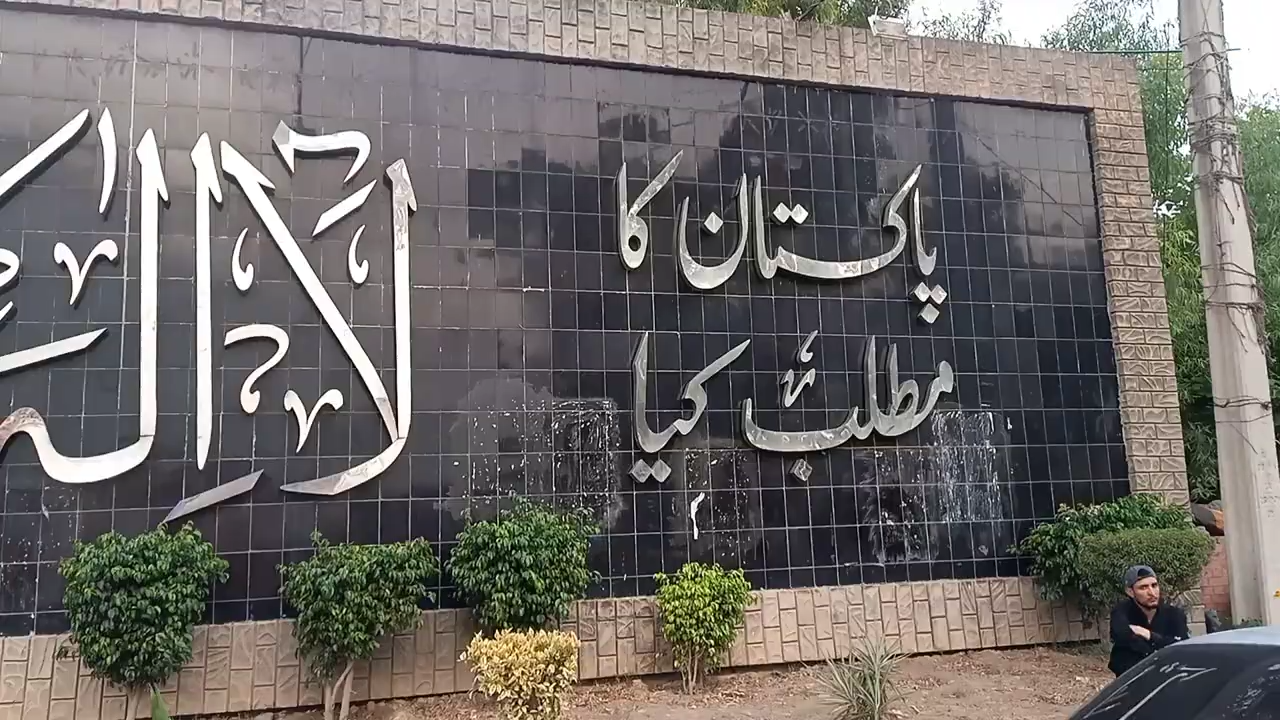 پاکستان کا
مطلب کیا
لَا اِلٰہَ